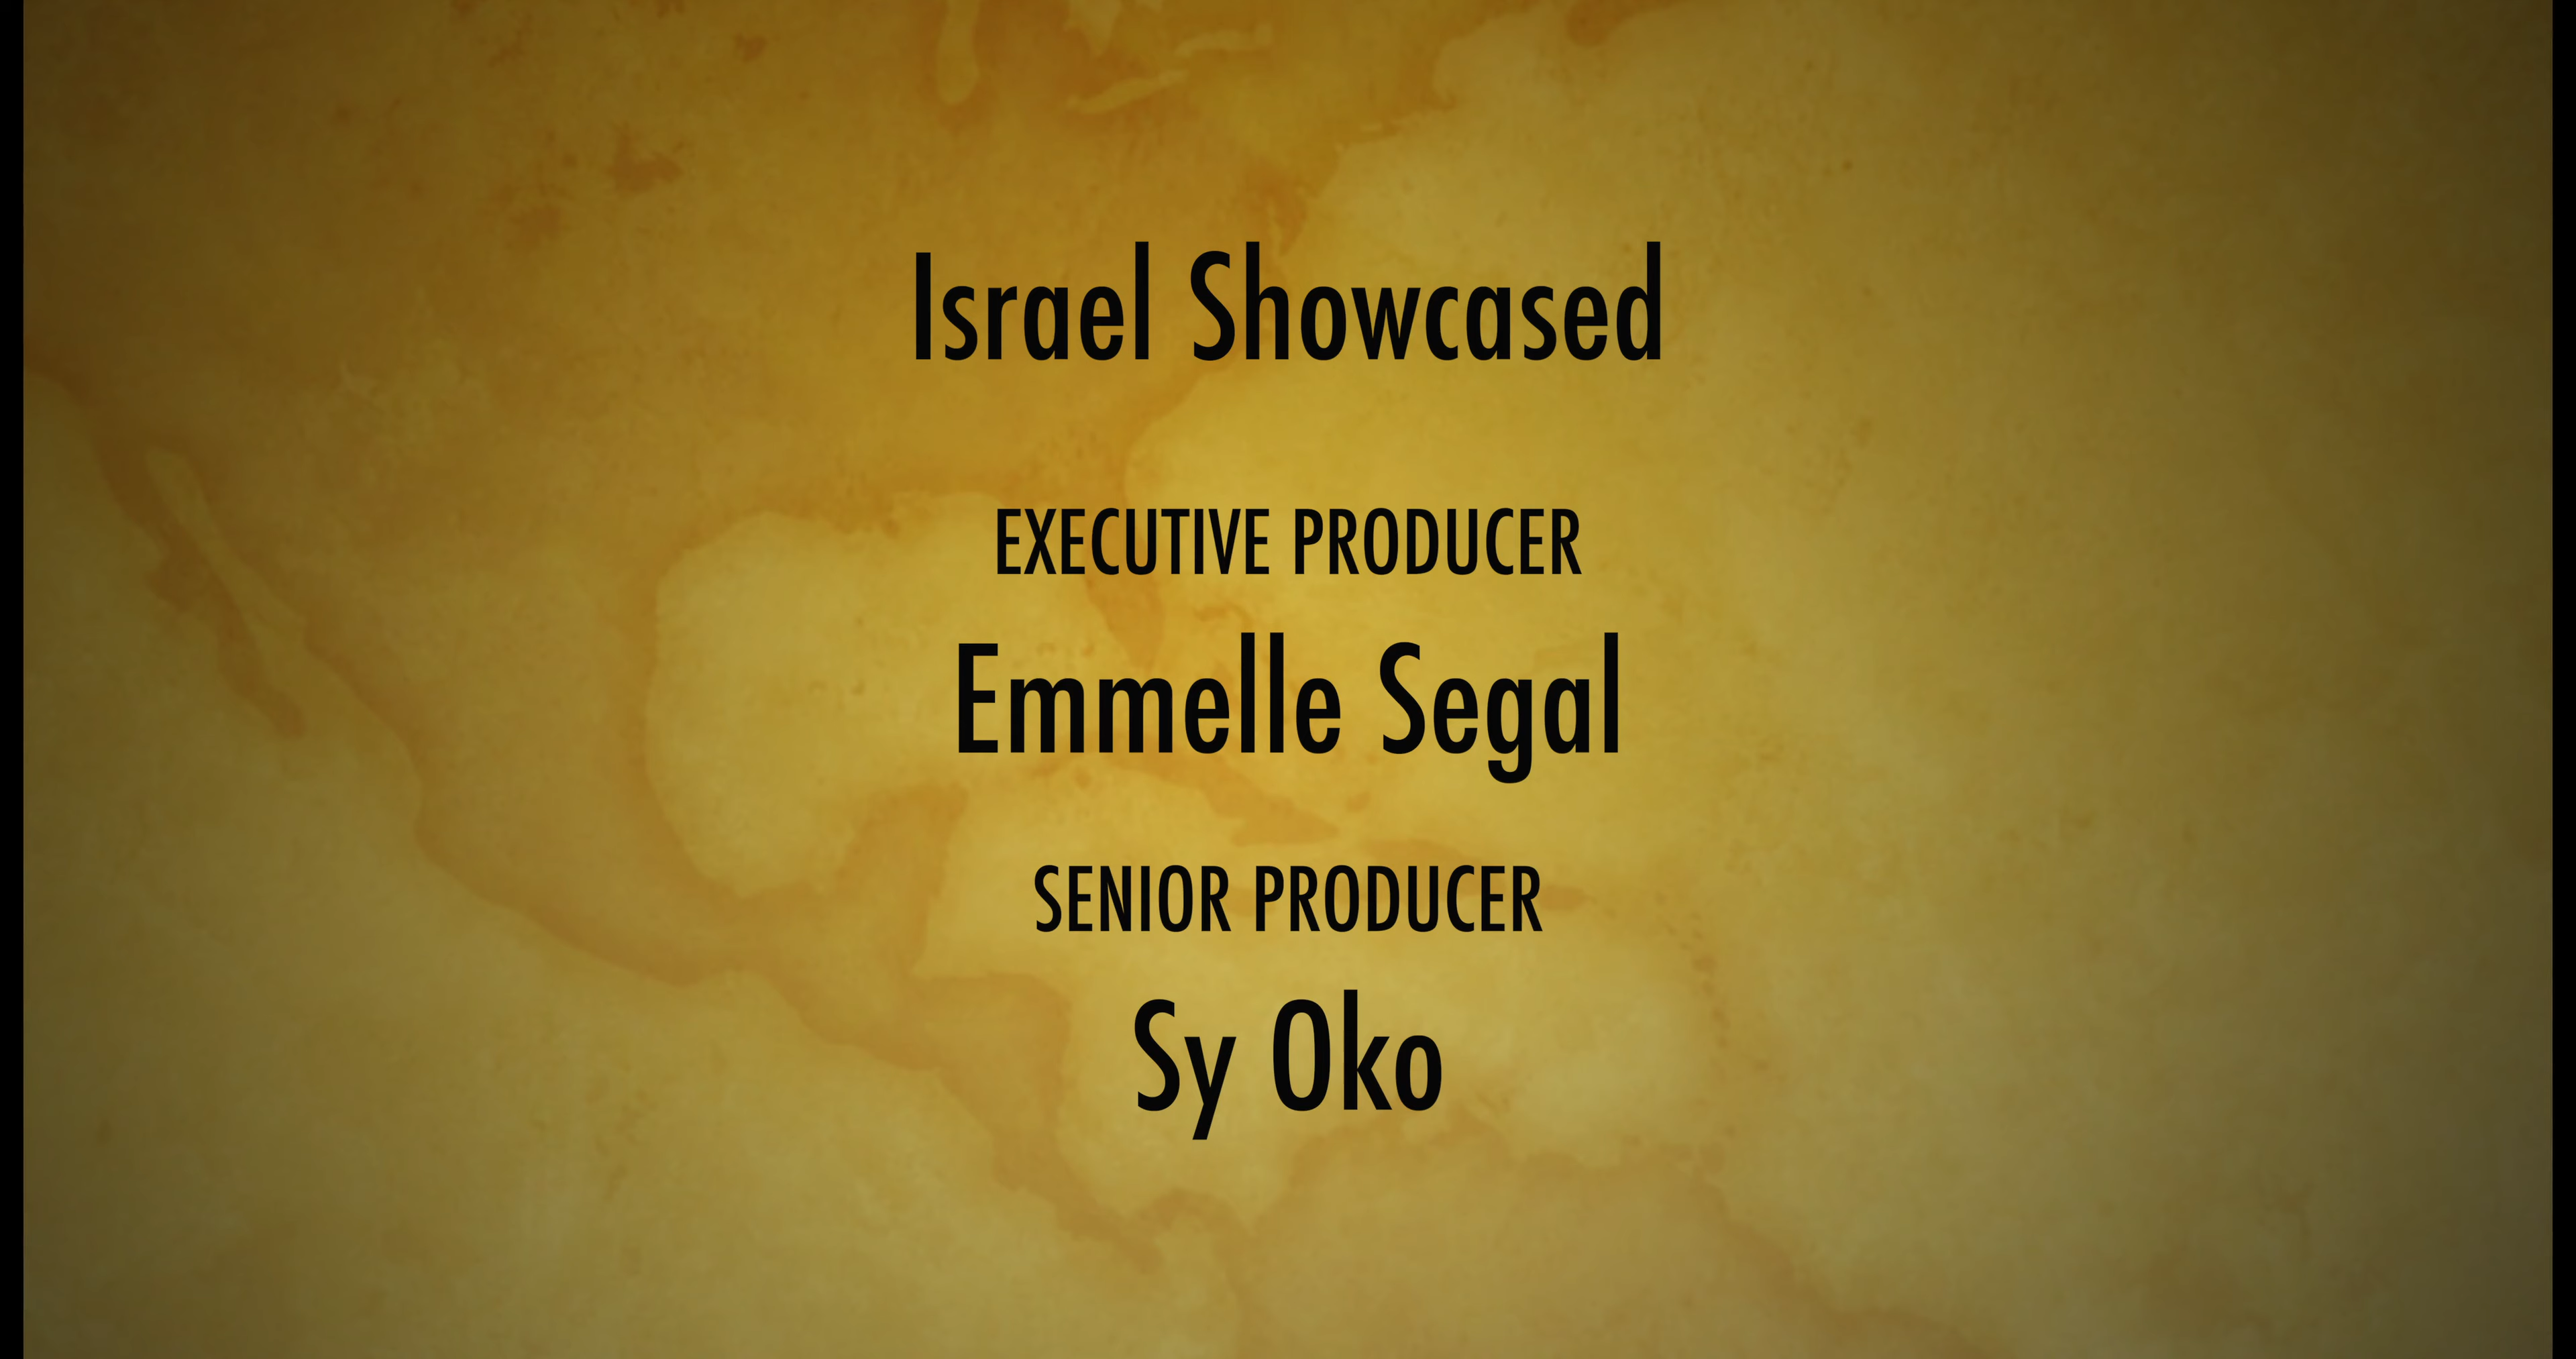 Israel Showcased
EXECUTIVE PRODUCER
Emmelle Segal
SENIOR PRODUCER
Sy Oko